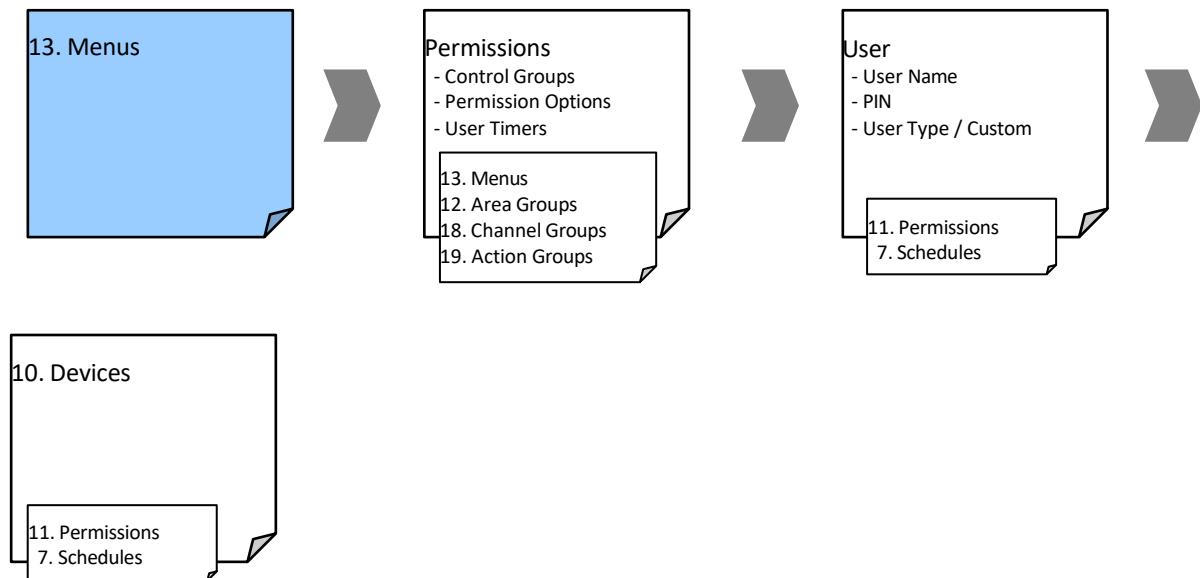 13. Menus
Permissions
- Control Groups
- Permission Options
- User Timers
13. Menus
12. Area Groups
18. Channel Groups
19. Action Groups
User
- User Name
- PIN
- User Type / Custom
11. Permissions
7. Schedules
10. Devices
11. Permissions
7. Schedules